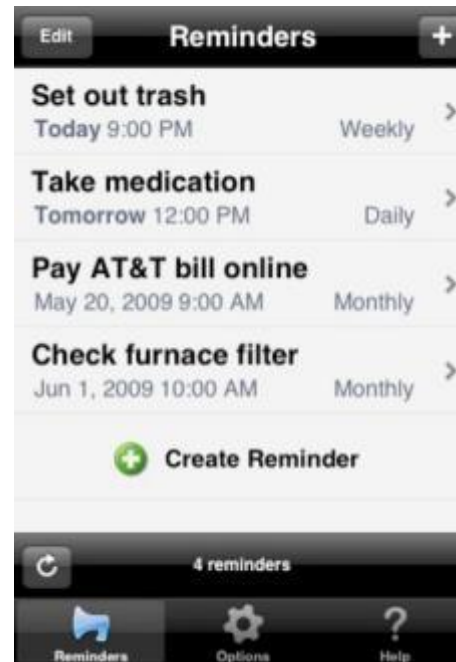 Edit Reminders +
Set out trash
Today 9:00 PM Weekly
Take medication
Tomorrow 12:00 PM Daily
Pay AT&T bill online
May 20, 2009 9:00 AM Monthly
Check furnace filter
Jun 1, 2009 10:00 AM Monthly
Create Reminder
4 reminders
Reminders Options Help